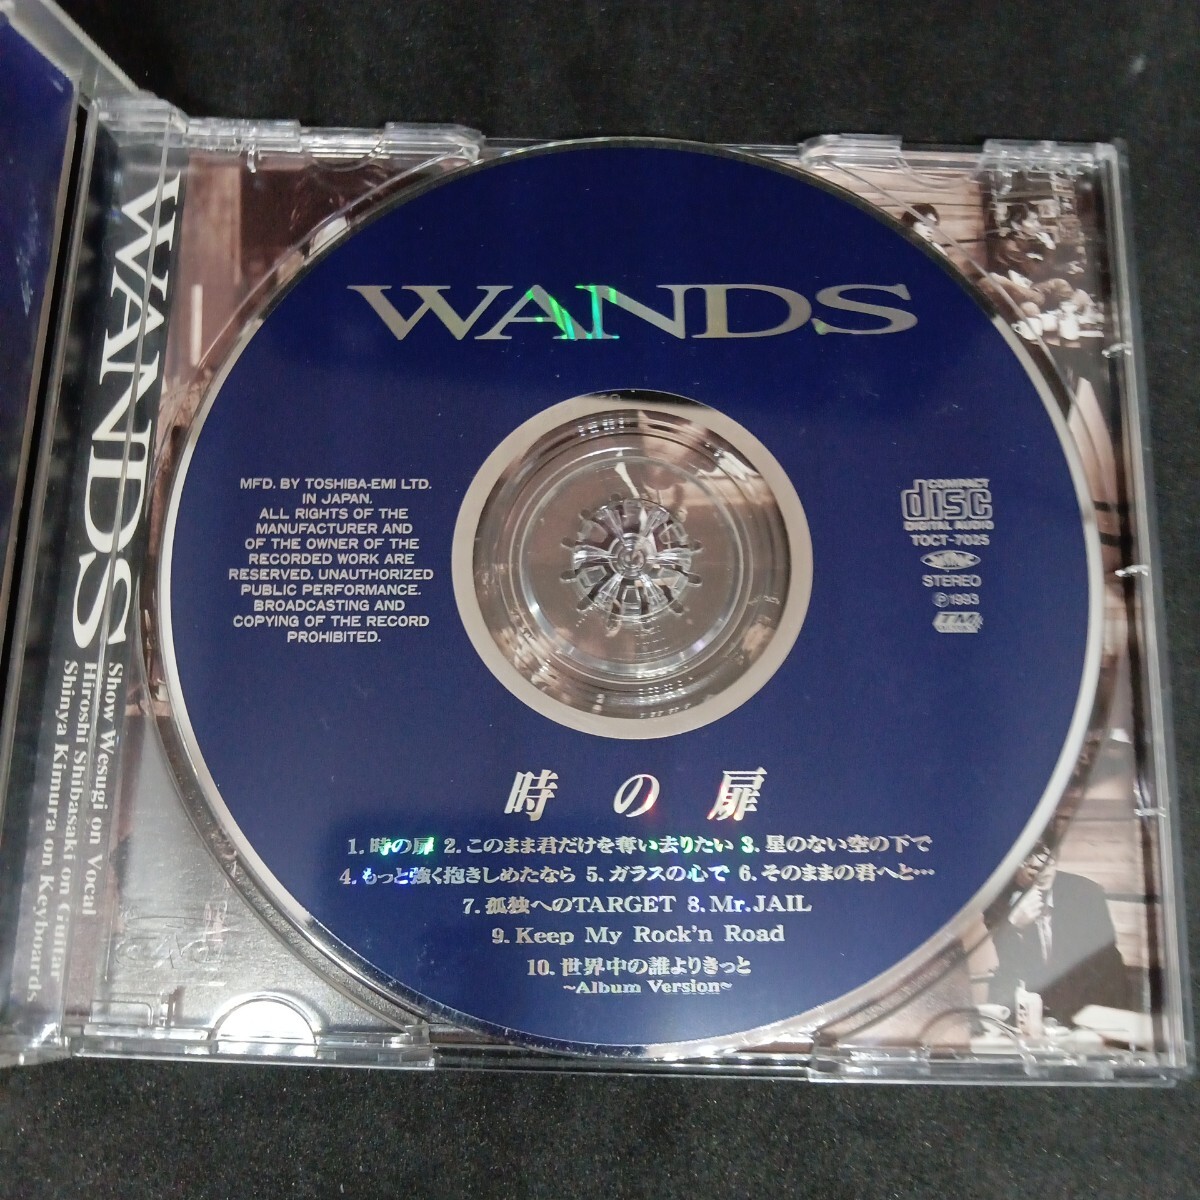 WANDS
Show Wesugi on Vocal
Hiroshi Shibasaki on Guitar
Shinya Kimura on Keyboards
WANDS
MFD. BY TOSHIBA-EMI LTD.
IN JAPAN.
ALL RIGHTS OF THE
MANUFACTURER AND
OF THE OWNER OF THE
RECORDED WORK ARE
RESERVED. UNAUTHORIZED
PUBLIC PERFORMANCE.
BROADCASTING AND
COPYING OF THE RECORD
PROHIBITED.
COMPACT
disc
DIGITAL AUDIO
TOCT-7025
STEREO
℗1993
時の扉
1. 時の扉 2. このまま君だけを奪い去りたい 3. 星のない空の下で
4. もっと強く抱きしめたなら 5. ガラスの心で 6. そのままの君へと…
7. 孤独へのTARGET 8. Mr.JAIL
9. Keep My Rock'n Road
10. 世界中の誰よりきっと
~Album Version~